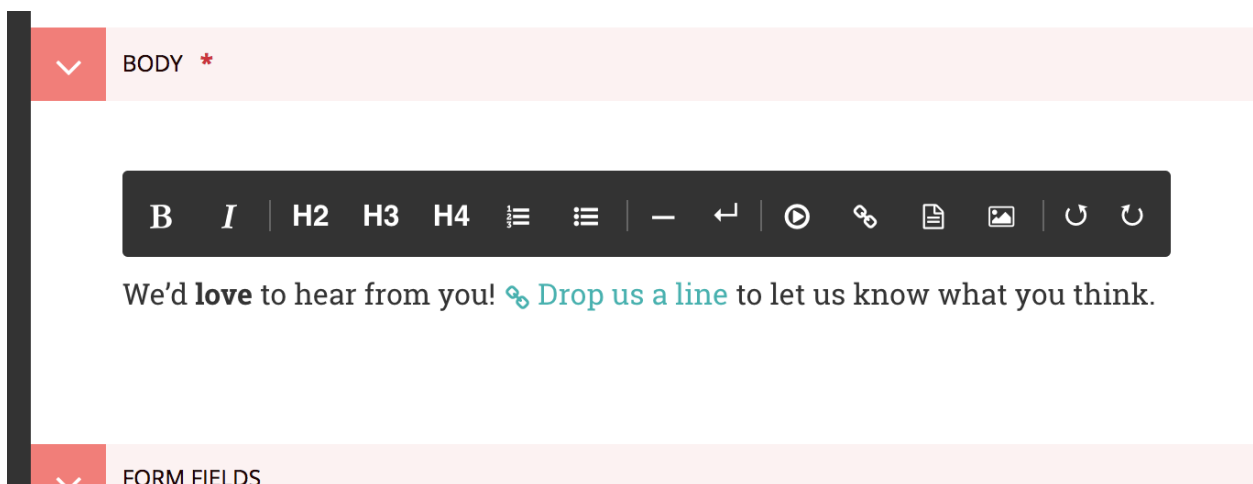 BODY *
B I H2 H3 H4
We’d love to hear from you! Drop us a line to let us know what you think.
FORM FIELDS